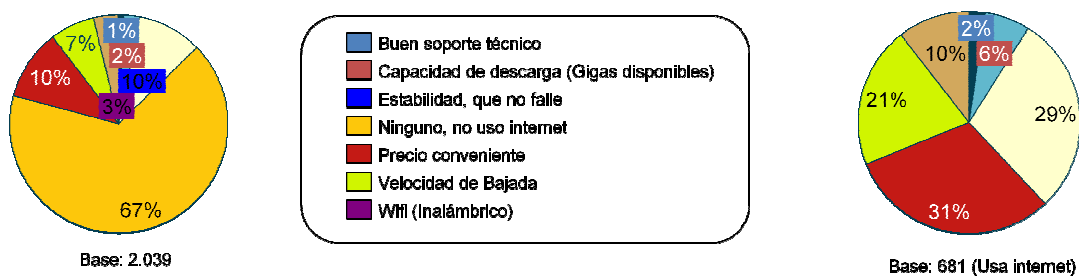 1%
7%
2%
10%
10%
3%
67%
Base: 2.039
Buen soporte técnico
Capacidad de descarga (Gigas disponibles)
Estabilidad, que no falle
Ninguno, no uso internet
Precio conveniente
Velocidad de Bajada
Wifi (Inalámbrico)
2%
10%
6%
21%
29%
31%
Base: 681 (Usa internet)